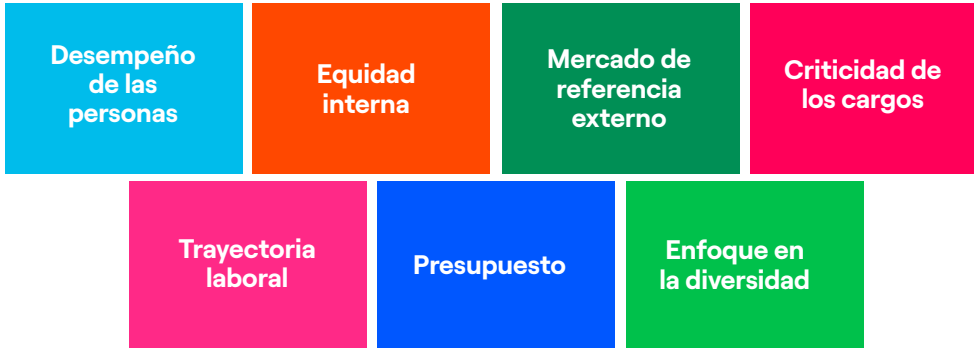 Desempeño
de las
personas
Equidad
interna
Mercado de
referencia
externo
Criticidad de
los cargos
Trayectoria
laboral
Presupuesto
Enfoque en
la diversidad